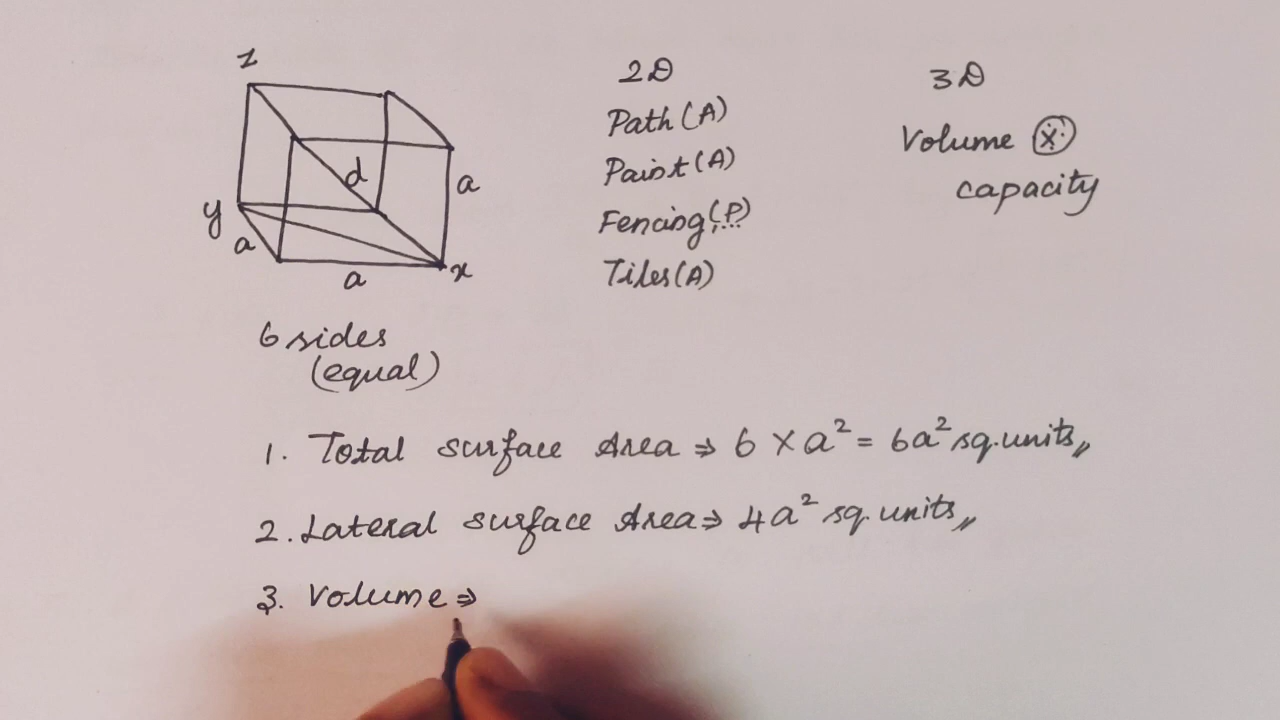 z
d
a
y
a
a
x
6 sides
(equal)
2D
Path (A)
Paint (A)
Fencing (P)
Tiles (A)
3D
Volume (x)
capacity
1. Total surface Area ⇒ 6 × a² = 6a² sq.units,,
2. Lateral surface Area ⇒ 4a² sq.units,,
3. Volume ⇒